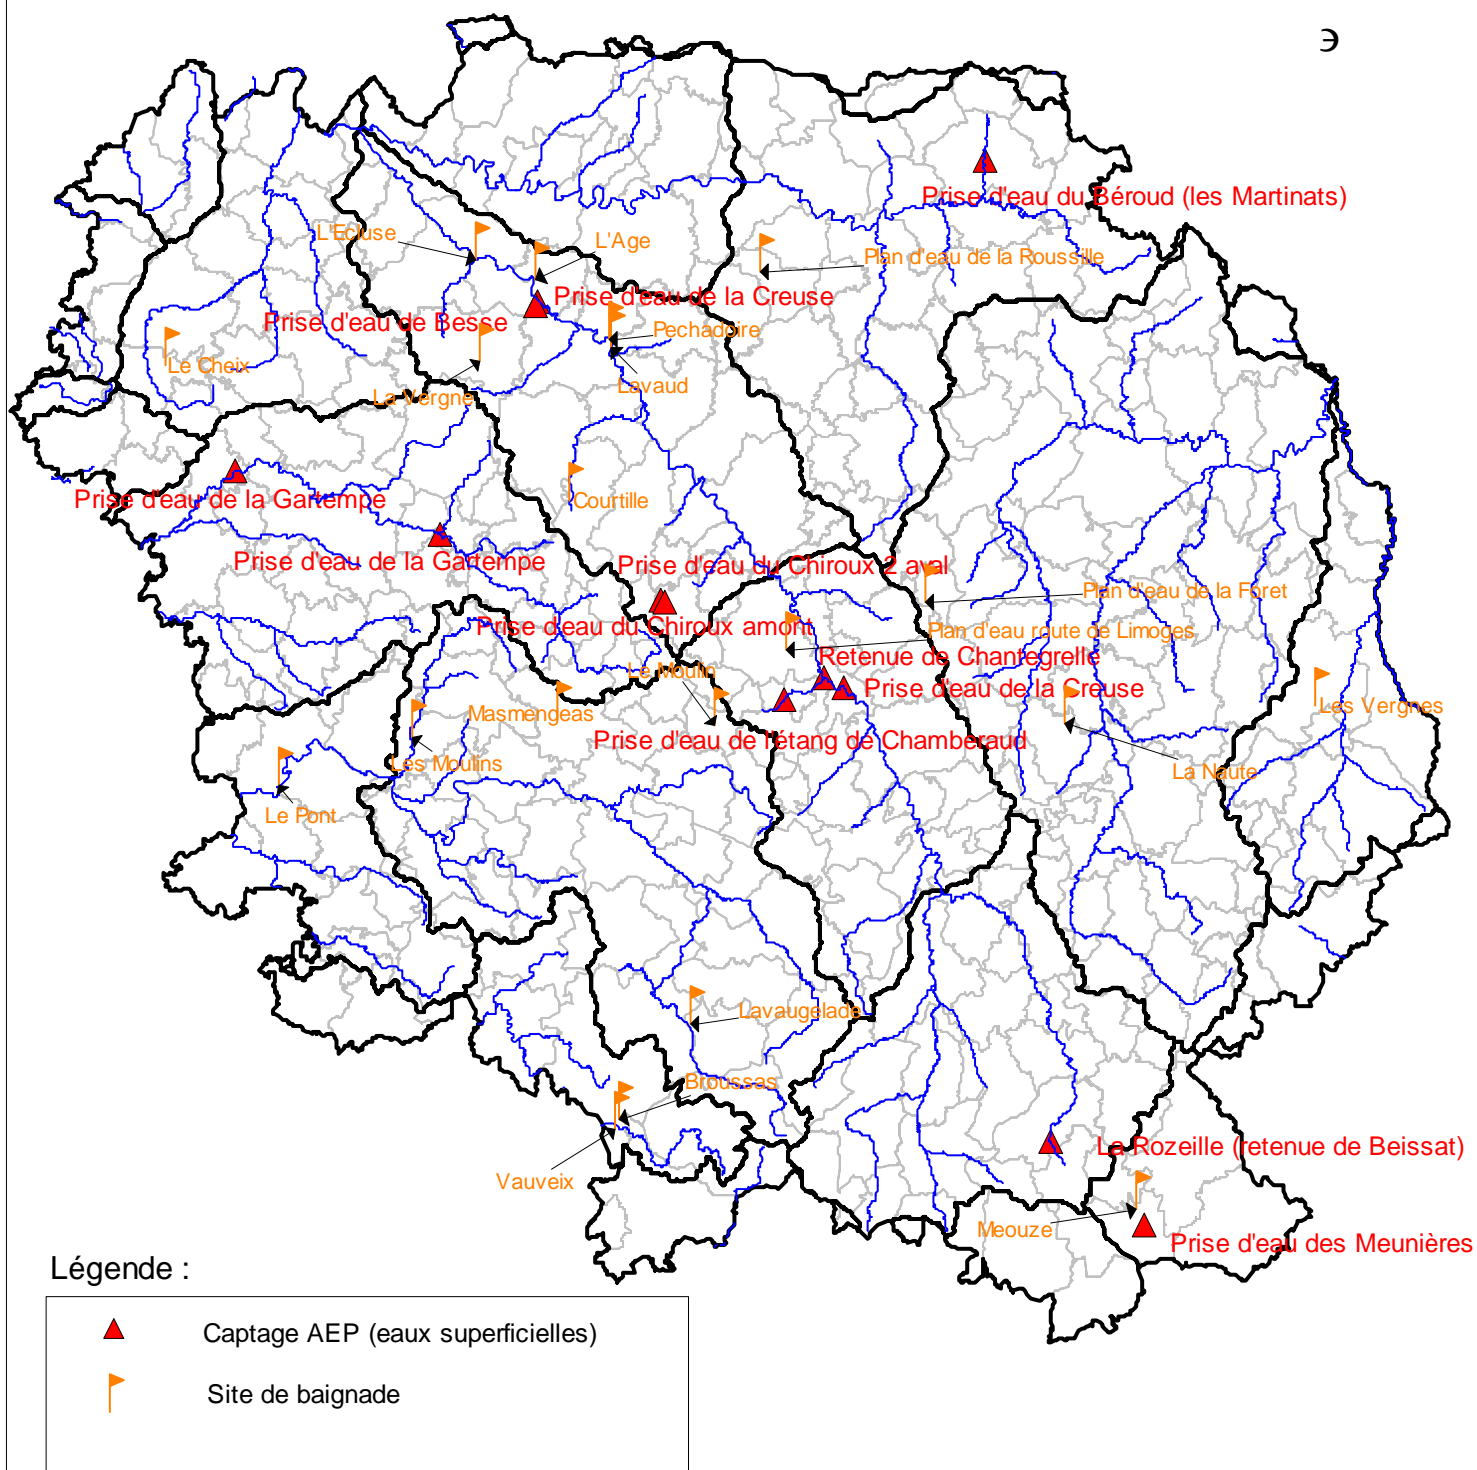 э
Prise d'eau du Béroud (les Martinats)
L'Ecluse
L'Age
Plan d'eau de la Roussille
Prise d'eau de la Creuse
Prise d'eau de Besse
Pechadoire
Le Cheix
Lavaud
La Vergne
Prise d'eau de la Gartempe
Courtille
Prise d'eau de la Gartempe
Prise d'eau du Chiroux 2 aval
Plan d'eau de la Foret
Prise d'eau du Chiroux amont
Plan d'eau route de Limoges
Retenue de Chantegrelle
Le Moulin
Prise d'eau de la Creuse
Masmengeas
Les Vergnes
Prise d'eau de l'étang de Chamberaud
Les Moulins
La Naute
Le Pont
Lavaugelade
Broussas
La Rozeille (retenue de Beissat)
Vauveix
Meouze
Prise d'eau des Meunières
Légende :
Captage AEP (eaux superficielles)
Site de baignade